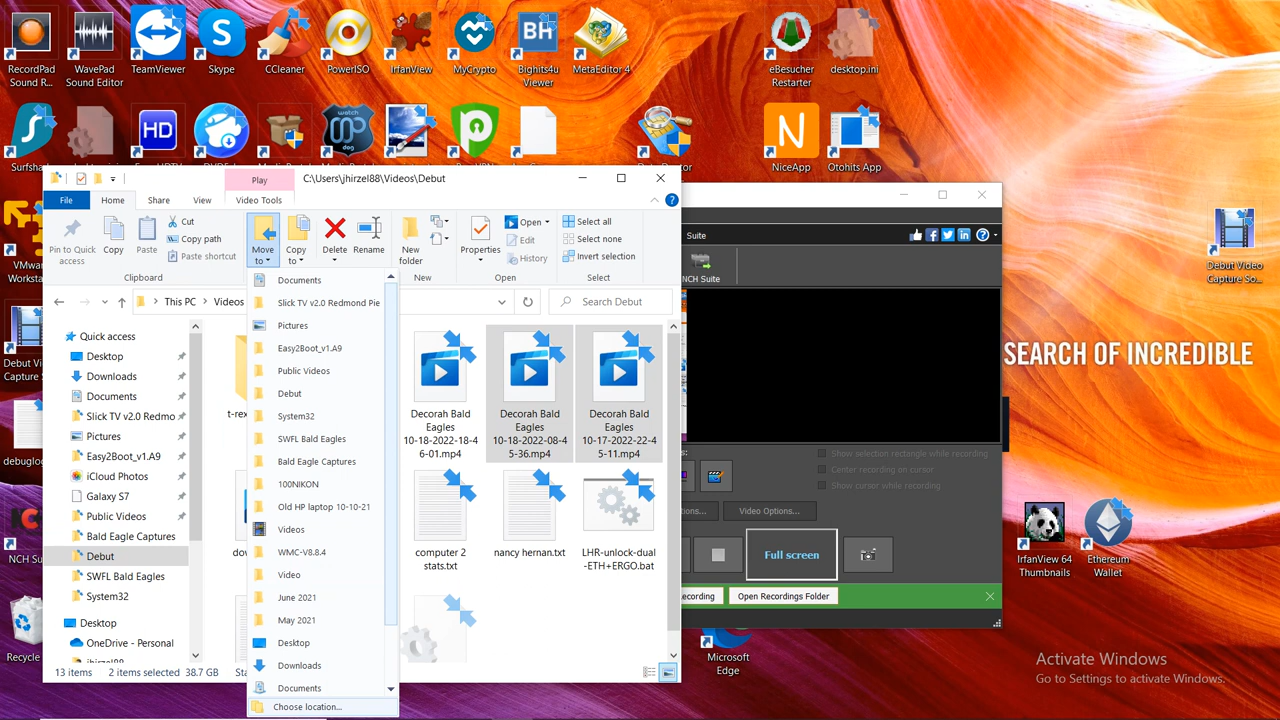 RecordPad
Sound R...
WavePad
Sound Editor
TeamViewer
Skype
CCleaner
PowerISO
IrfanView
MyCrypto
BH
Bighits4u
Viewer
MetaEditor 4
eBesucher
Restarter
desktop.ini
HD
watch
dog
N
NiceApp
Otohits App
Play
C:\Users\jhirzel88\Videos\Debut
File
Home
Share
View
Video Tools
Pin to Quick
access
Copy
Paste
Cut
Copy path
Paste shortcut
Move
to
Copy
to
Delete
Rename
New
folder
Properties
Open
Edit
History
Select all
Select none
Invert selection
Clipboard
New
Open
Select
This PC
Videos
Search Debut
Quick access
Desktop
Downloads
Documents
Slick TV v2.0 Redmo
Pictures
Easy2Boot_v1.A9
iCloud Photos
Galaxy S7
Public Videos
Bald Eagle Captures
Debut
SWFL Bald Eagles
System32
Desktop
OneDrive - Personal
13 items
2 items selected
38.7 GB
Documents
Slick TV v2.0 Redmond Pie
Pictures
Easy2Boot_v1.A9
Public Videos
Debut
System32
SWFL Bald Eagles
Bald Eagle Captures
100NIKON
Old HP laptop 10-10-21
Videos
WMC-V8.8.4
Video
June 2021
May 2021
Desktop
Downloads
Documents
Choose location...
t-rex
Decorah Bald
Eagles
10-18-2022-18-4
6-01.mp4
Decorah Bald
Eagles
10-18-2022-08-4
5-36.mp4
Decorah Bald
Eagles
10-17-2022-22-4
5-11.mp4
computer 2
stats.txt
nancy hernan.txt
LHR-unlock-dual
-ETH+ERGO.bat
Suite
NCH Suite
Show selection rectangle while recording
Center recording on cursor
Show cursor while recording
Video Options...
Full screen
Open Recordings Folder
Debut Video
Capture So...
SEARCH OF INCREDIBLE
IrfanView 64
Thumbnails
Ethereum
Wallet
Microsoft
Edge
Activate Windows
Go to Settings to activate Windows.
VMware
Debut Vi
Capture S
debuglog
NCH Su
Recycle